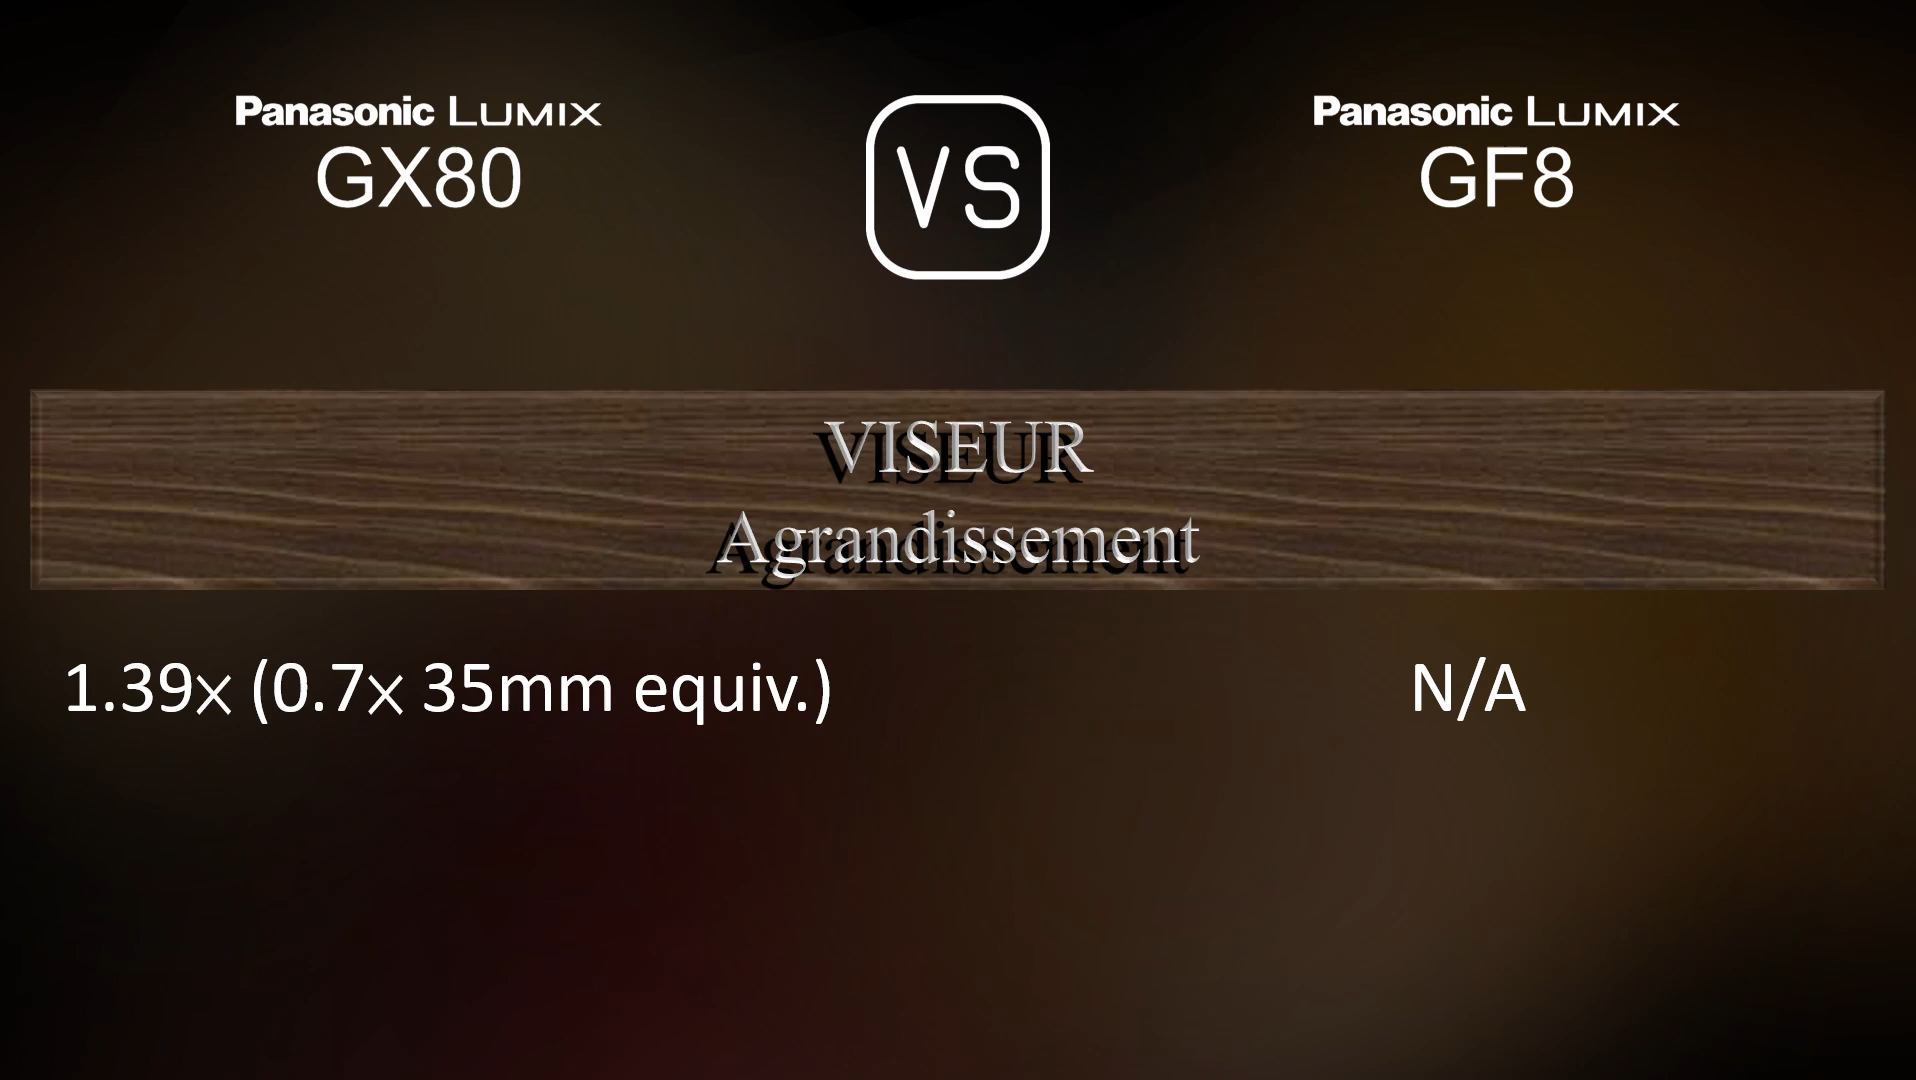 Panasonic LUMIX
GX80
VS
Panasonic LUMIX
GF8
VISEUR
Agrandissement
1.39x (0.7x 35mm equiv.)
N/A